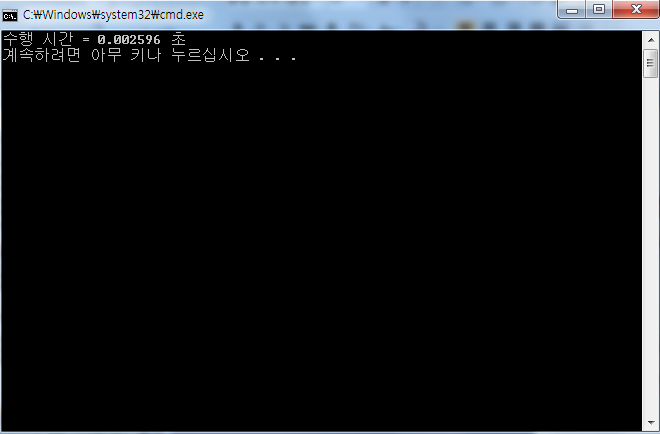 C:₩Windows₩system32₩cmd.exe
수행 시간 = 0.002596 초
계속하려면 아무 키나 누르십시오 . . .